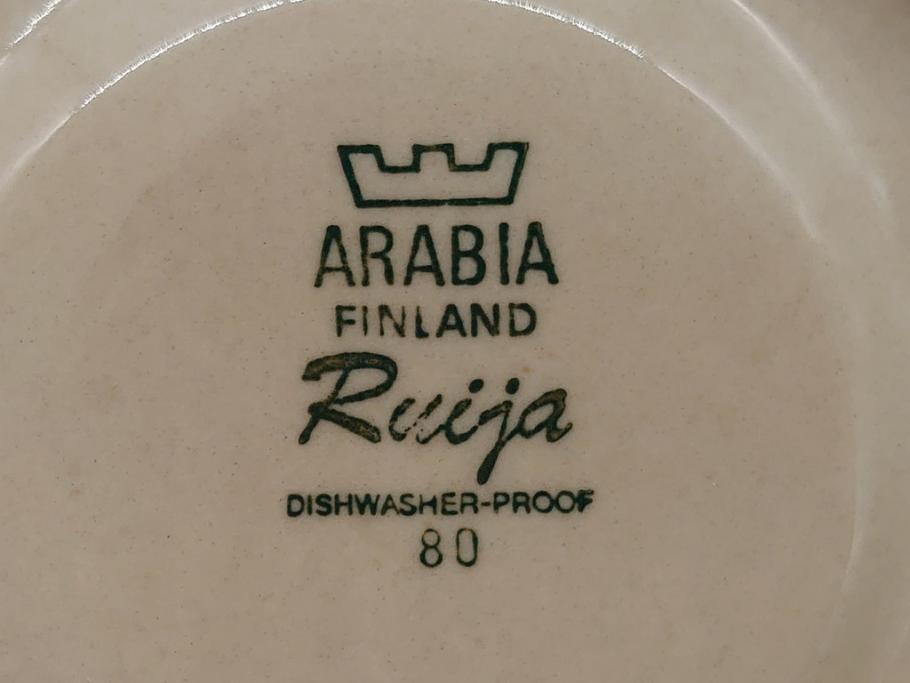 ARABIA
FINLAND
Ruija
DISHWASHER-PROOF
80